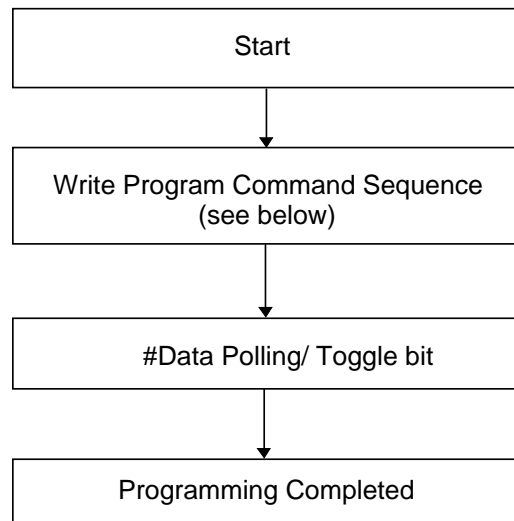 Start
Write Program Command Sequence
(see below)
#Data Polling/ Toggle bit
Programming Completed